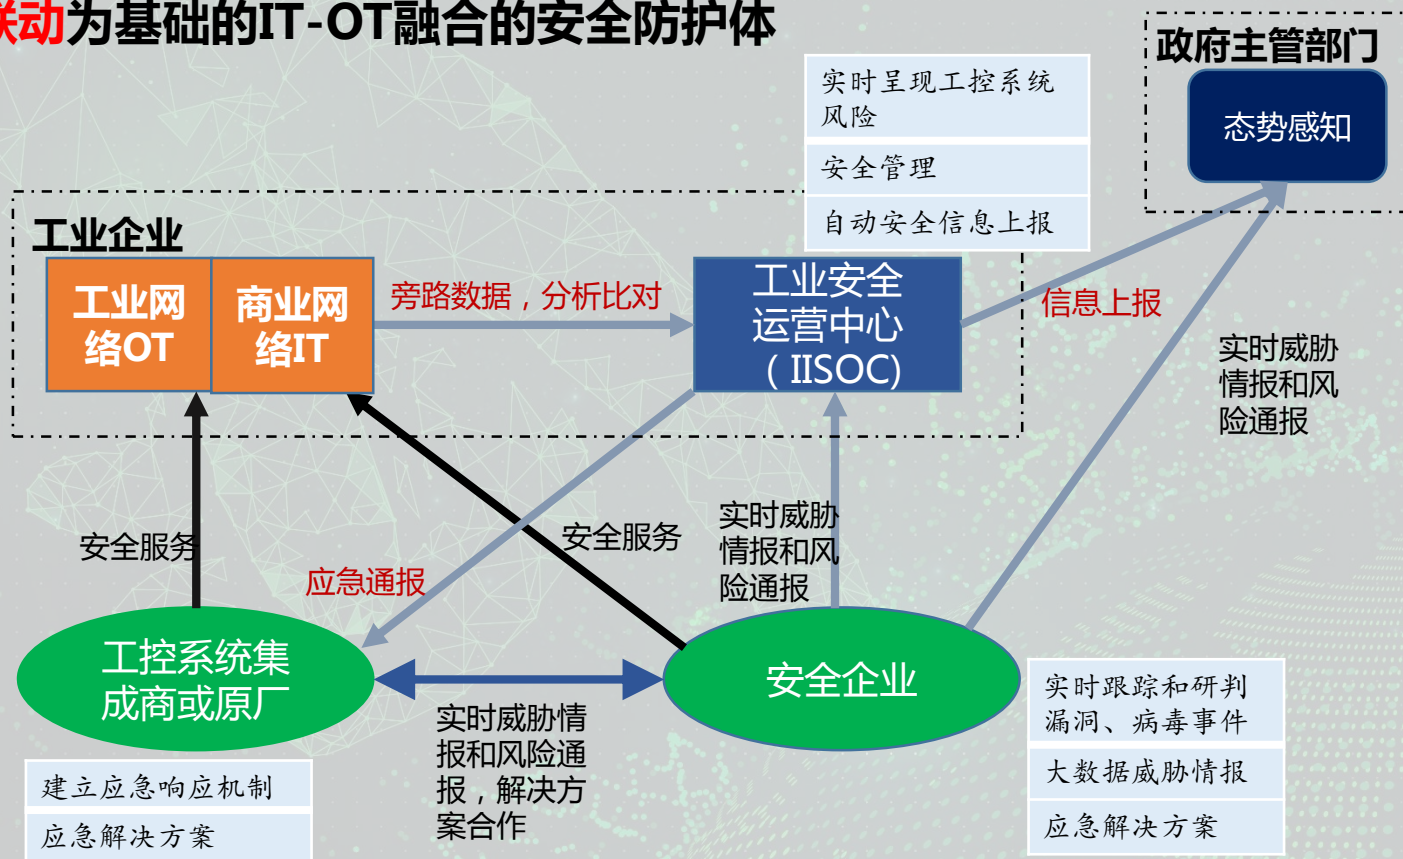 联动为基础的IT-OT融合的安全防护体
政府主管部门
态势感知
实时呈现工控系统
风险
安全管理
自动安全信息上报
工业企业
工业网
络OT
商业网
络IT
旁路数据，分析比对
工业安全
运营中心
（IISOC)
信息上报
实时威胁
情报和风
险通报
安全服务
应急通报
安全服务
实时威胁
情报和风
险通报
工控系统集
成商或原厂
安全企业
实时威胁情
报和风险通
报，解决方
案合作
建立应急响应机制
应急解决方案
实时跟踪和研判
漏洞、病毒事件
大数据威胁情报
应急解决方案